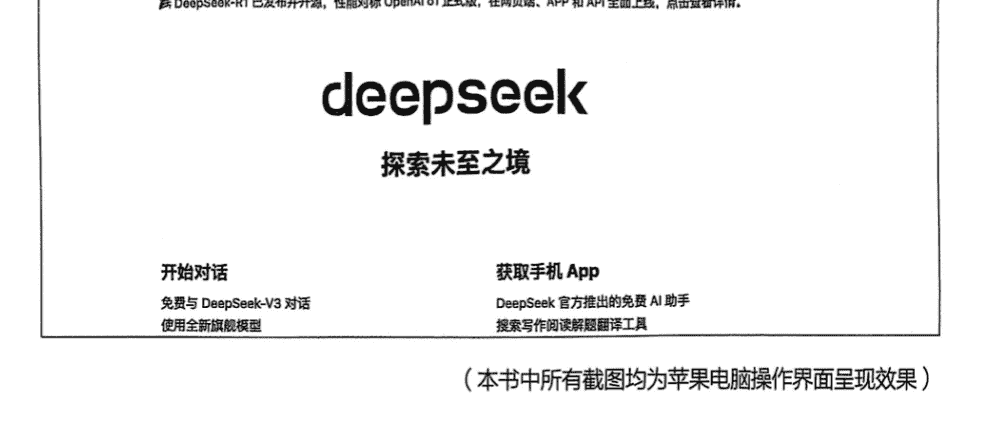 DeepSeek-R1 已发布并开源，性能对标 OpenAI o1 正式版，在网页端、APP 和 API 全面上线，点击查看详情。
deepseek
探索未至之境
开始对话
获取手机 App
免费与 DeepSeek-V3 对话
DeepSeek 官方推出的免费 AI 助手
使用全新旗舰模型
搜索写作阅读解题翻译工具
（本书中所有截图均为苹果电脑操作界面呈现效果）